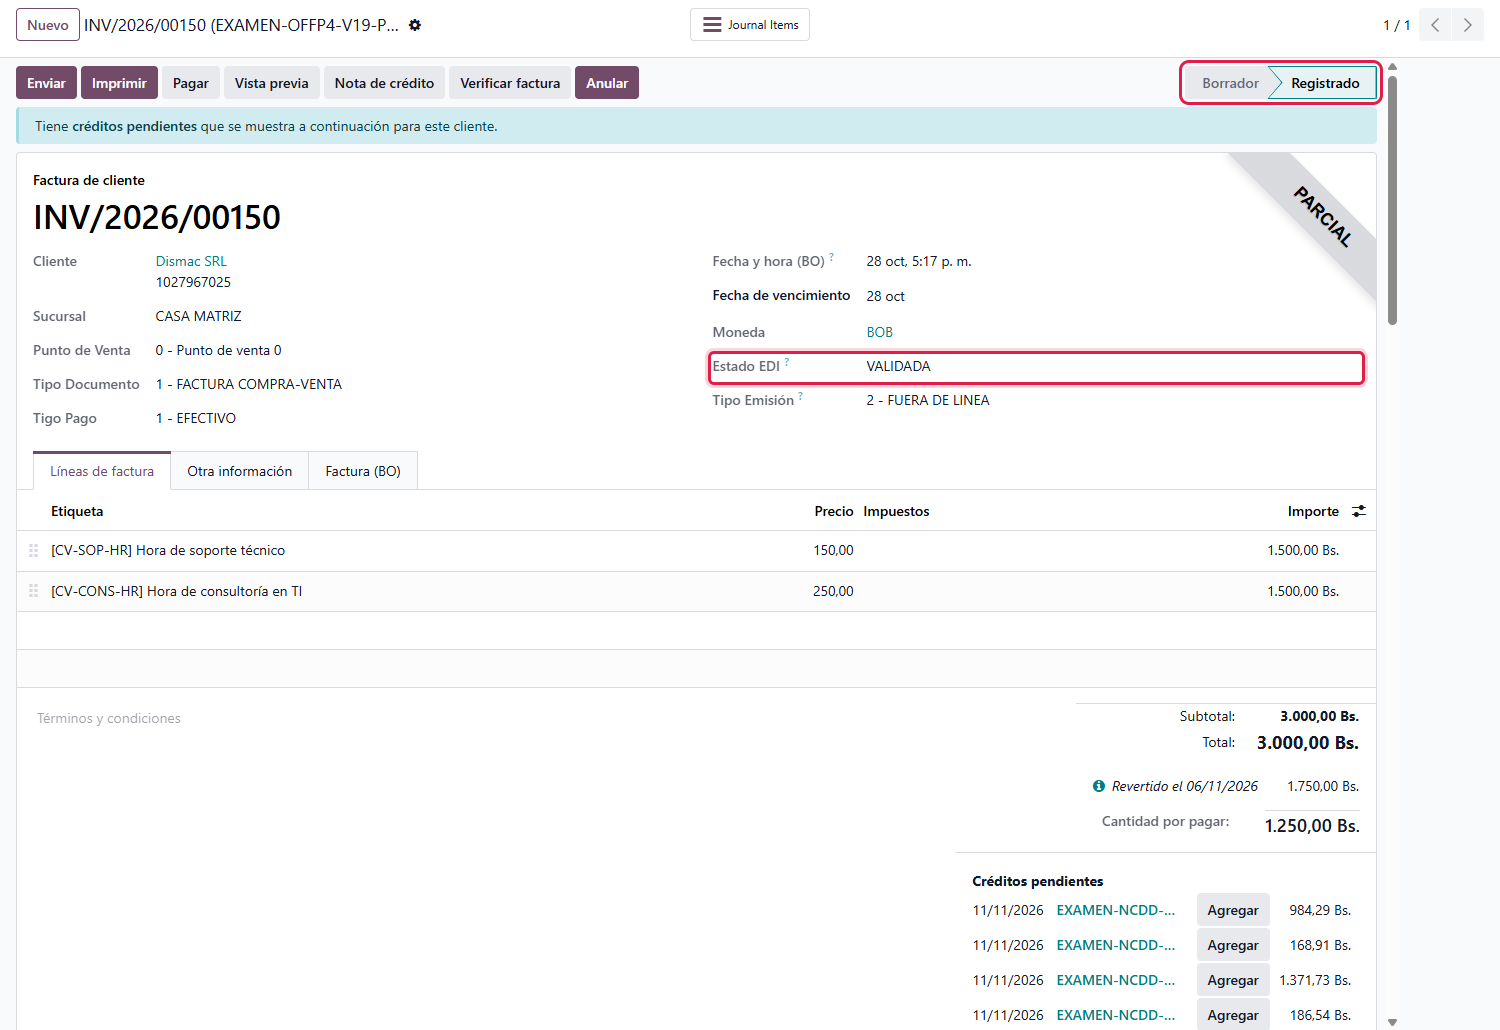 Nuevo INV/2026/00150 (EXAMEN-OFFP4-V19-P... Journal Items 1 / 1
Enviar Imprimir Pagar Vista previa Nota de crédito Verificar factura Anular Borrador Registrado
Tiene créditos pendientes que se muestra a continuación para este cliente.
PARCIAL
Factura de cliente
INV/2026/00150
Cliente Dismac SRL Fecha y hora (BO) ? 28 oct, 5:17 p. m.
1027967025
Fecha de vencimiento 28 oct
Sucursal CASA MATRIZ
Moneda BOB
Punto de Venta 0 - Punto de venta 0
Estado EDI ? VALIDADA
Tipo Documento 1 - FACTURA COMPRA-VENTA
Tipo Emisión ? 2 - FUERA DE LINEA
Tigo Pago 1 - EFECTIVO
Líneas de factura Otra información Factura (BO)
Etiqueta Precio Impuestos Importe
[CV-SOP-HR] Hora de soporte técnico 150,00 1.500,00 Bs.
[CV-CONS-HR] Hora de consultoría en TI 250,00 1.500,00 Bs.
Términos y condiciones
Subtotal: 3.000,00 Bs.
Total: 3.000,00 Bs.
Revertido el 06/11/2026 1.750,00 Bs.
Cantidad por pagar: 1.250,00 Bs.
Créditos pendientes
11/11/2026 EXAMEN-NCDD-... Agregar 984,29 Bs.
11/11/2026 EXAMEN-NCDD-... Agregar 168,91 Bs.
11/11/2026 EXAMEN-NCDD-... Agregar 1.371,73 Bs.
11/11/2026 EXAMEN-NCDD-... Agregar 186,54 Bs.